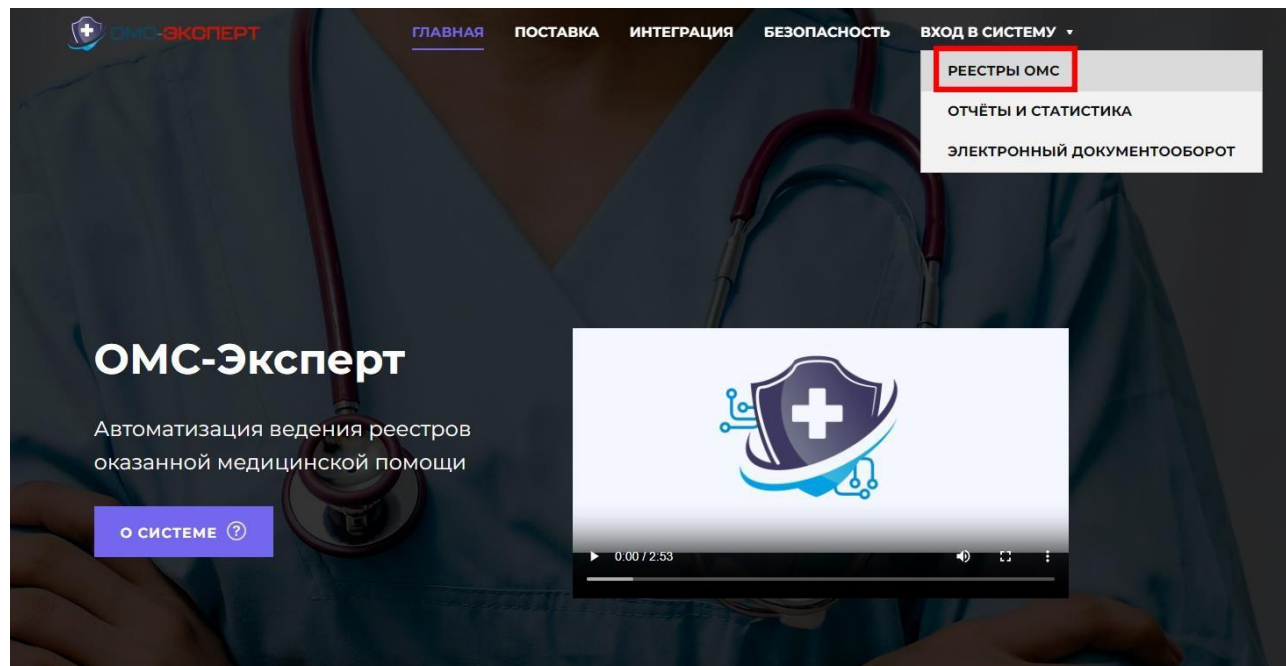 ОМС-ЭКСПЕРТ
ГЛАВНАЯ ПОСТАВКА ИНТЕГРАЦИЯ БЕЗОПАСНОСТЬ ВХОД В СИСТЕМУ
РЕЕСТРЫ ОМС
ОТЧЁТЫ И СТАТИСТИКА
ЭЛЕКТРОННЫЙ ДОКУМЕНТООБОРОТ
ОМС-Эксперт
Автоматизация ведения реестров
оказанной медицинской помощи
О СИСТЕМЕ ?
0:00 / 2:53